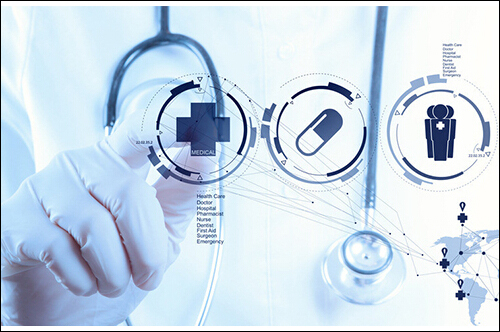 Health Care
Doctor
Hospital
Pharmacist
Nurse
Dentist
First Aid
Surgeon
Emergency
MEDICAL
Health Care
Doctor
Hospital
Pharmacist
Nurse
Dentist
First Aid
Surgeon
Emergency